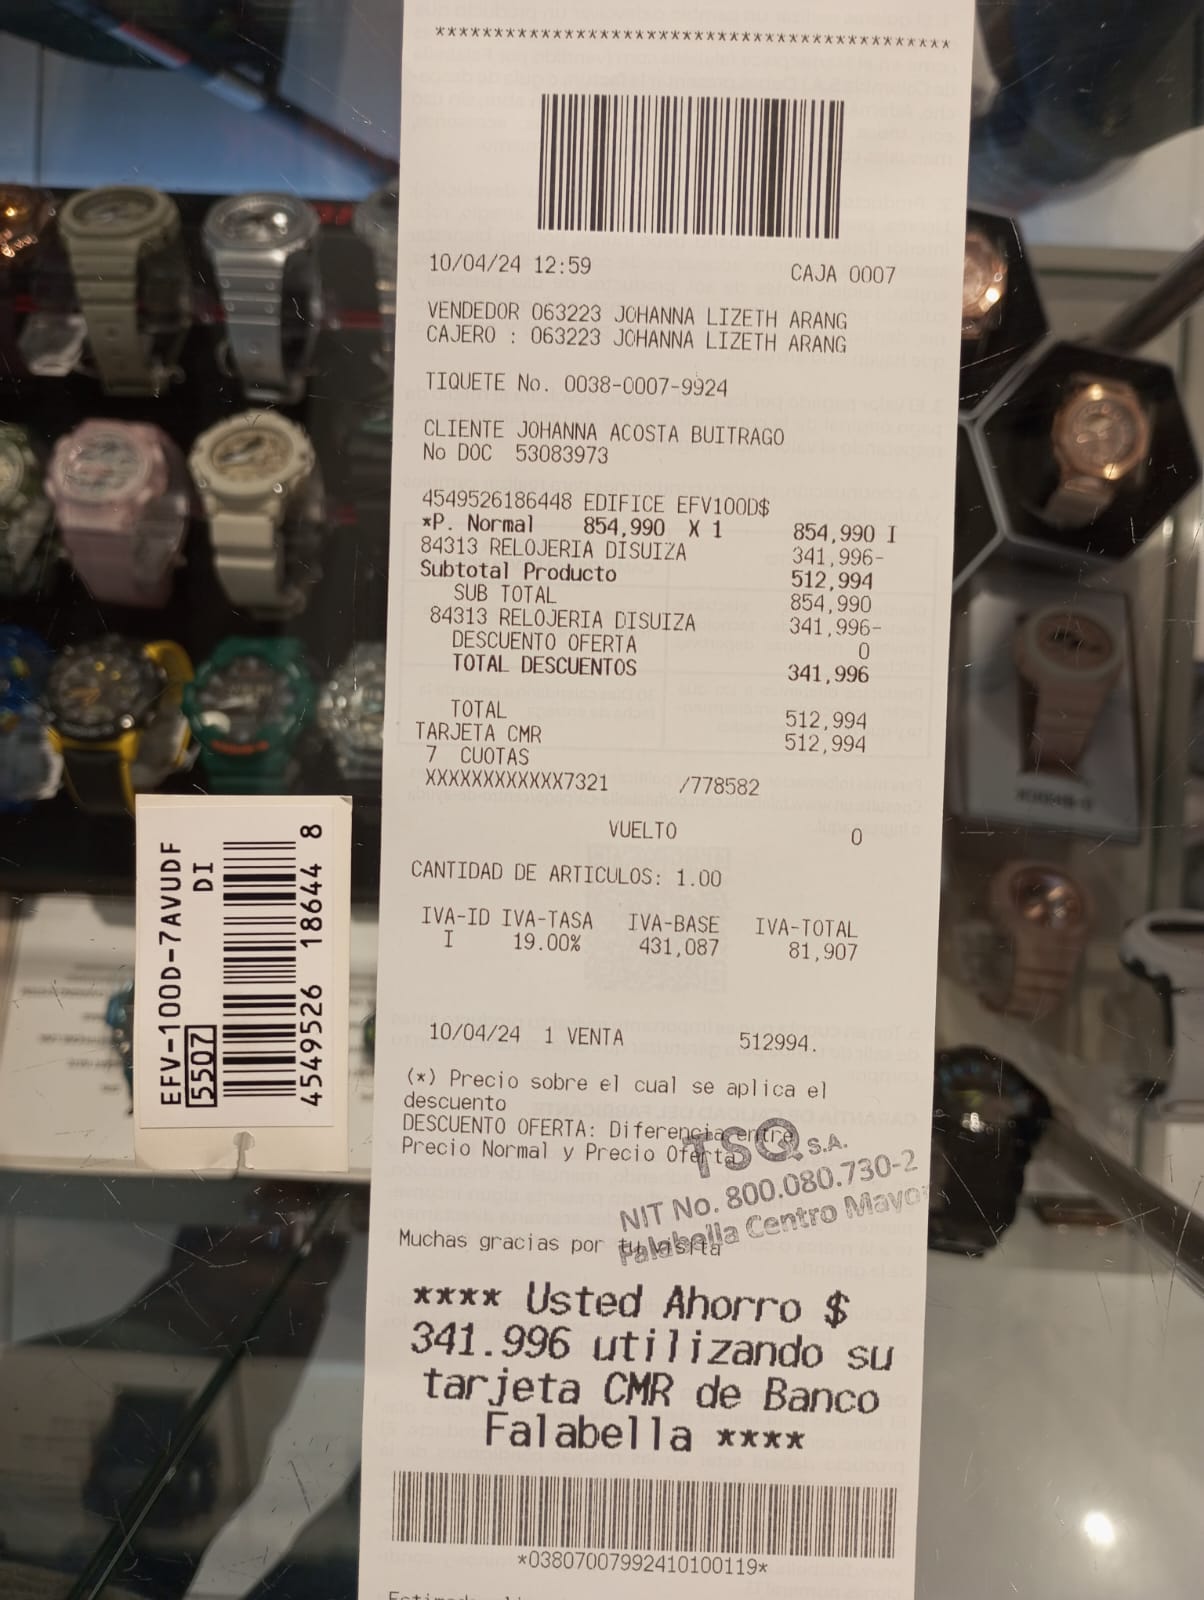 ******************************************
10/04/24 12:59 CAJA 0007
VENDEDOR 063223 JOHANNA LIZETH ARANG
CAJERO : 063223 JOHANNA LIZETH ARANG
TIQUETE No. 0038-0007-9924
CLIENTE JOHANNA ACOSTA BUITRAGO
No DOC 53083973
4549526186448 EDIFICE EFV100D$
*P. Normal 854,990 X 1 854,990 I
84313 RELOJERIA DISUIZA 341,996-
Subtotal Producto 512,994
SUB TOTAL 854,990
84313 RELOJERIA DISUIZA 341,996-
DESCUENTO OFERTA 0
TOTAL DESCUENTOS 341,996
TOTAL 512,994
TARJETA CMR 512,994
7 CUOTAS
XXXXXXXXXXXX7321 /778582
VUELTO 0
CANTIDAD DE ARTICULOS: 1.00
IVA-ID IVA-TASA IVA-BASE IVA-TOTAL
I 19.00% 431,087 81,907
10/04/24 1 VENTA 512994.
(*) Precio sobre el cual se aplica el
descuento
DESCUENTO OFERTA: Diferencia entre
Precio Normal y Precio Oferta
TSQ S.A.
NIT No. 800.080.730-2
Falabella Centro Mayor
Muchas gracias por tu visita
**** Usted Ahorro $
341.996 utilizando su
tarjeta CMR de Banco
Falabella ****
*03807007992410100119*
EFV-100D-7AVUDF
DI
5507
4549526 18644 8